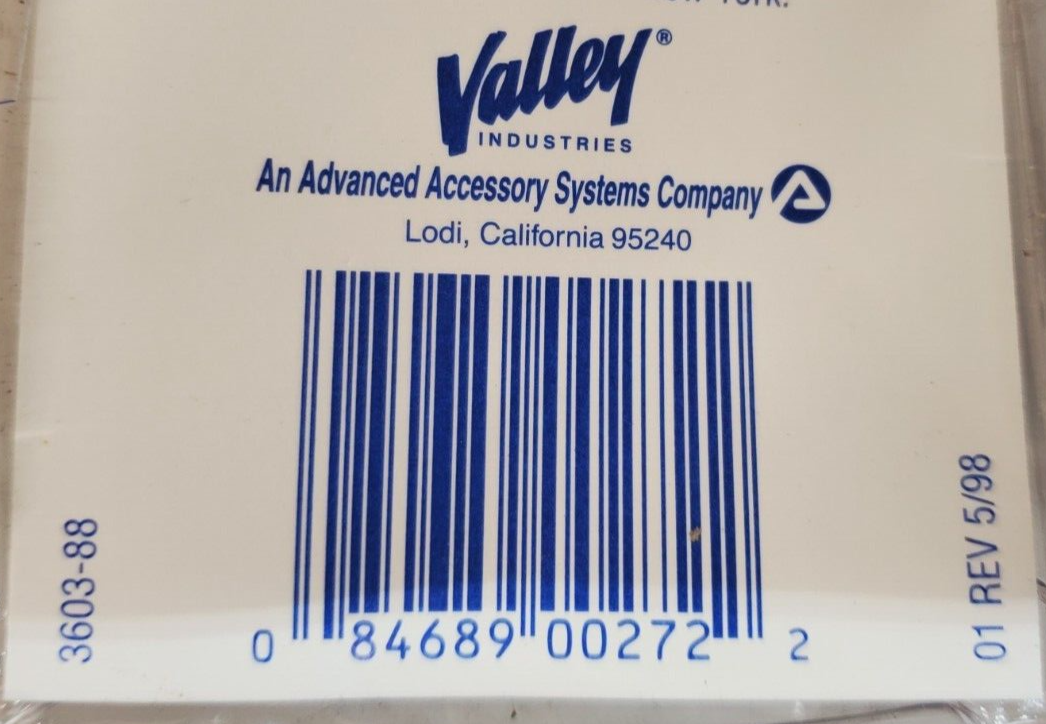 Valley®
INDUSTRIES
An Advanced Accessory Systems Company
Lodi, California 95240
0 84689 00272 2
3603-88
01 REV 5/98